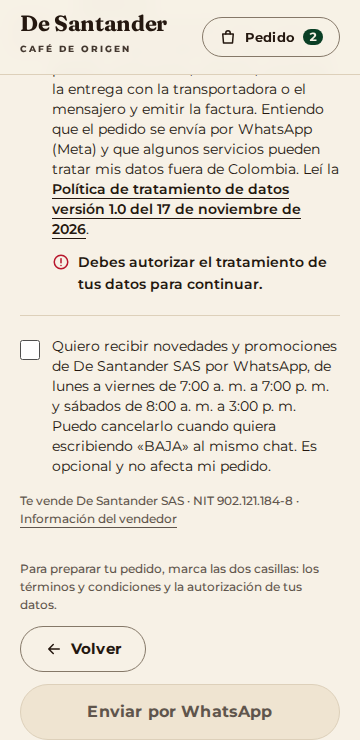 De Santander
CAFÉ DE ORIGEN
Pedido 2
la entrega con la transportadora o el
mensajero y emitir la factura. Entiendo
que el pedido se envía por WhatsApp
(Meta) y que algunos servicios pueden
tratar mis datos fuera de Colombia. Leí la
Política de tratamiento de datos
versión 1.0 del 17 de noviembre de
2026.
Debes autorizar el tratamiento de
tus datos para continuar.
Quiero recibir novedades y promociones
de De Santander SAS por WhatsApp, de
lunes a viernes de 7:00 a. m. a 7:00 p. m.
y sábados de 8:00 a. m. a 3:00 p. m.
Puedo cancelarlo cuando quiera
escribiendo «BAJA» al mismo chat. Es
opcional y no afecta mi pedido.
Te vende De Santander SAS · NIT 902.121.184-8 ·
Información del vendedor
Para preparar tu pedido, marca las dos casillas: los
términos y condiciones y la autorización de tus
datos.
← Volver
Enviar por WhatsApp